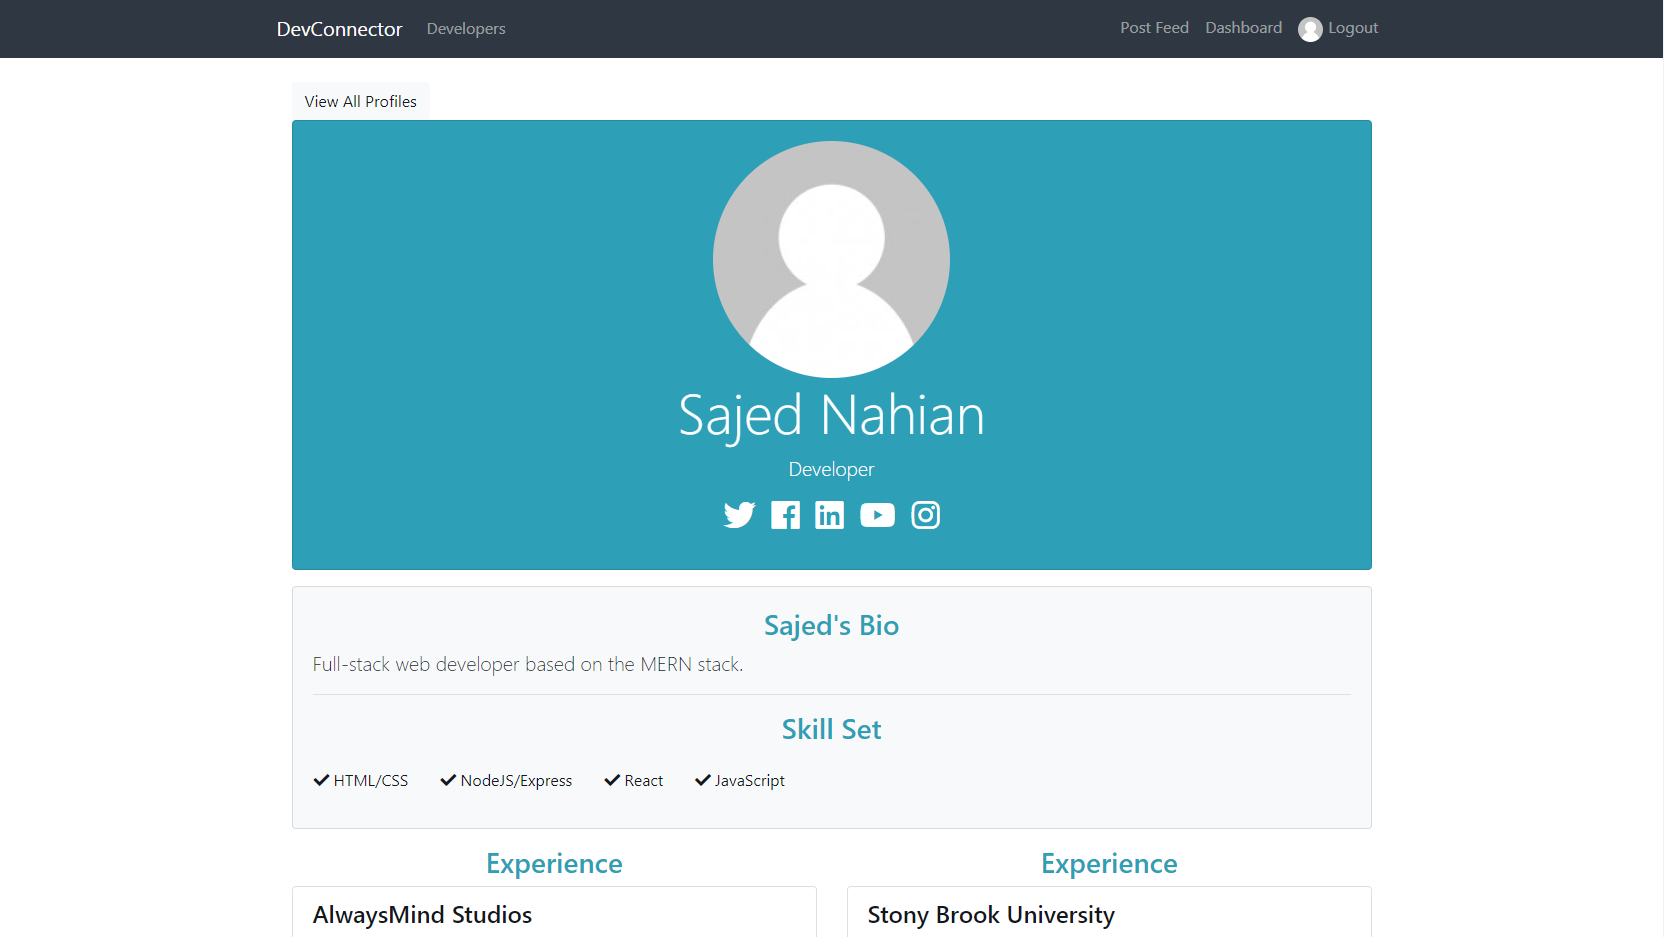 DevConnector Developers Post Feed Dashboard Logout
View All Profiles
Sajed Nahian
Developer
Sajed's Bio
Full-stack web developer based on the MERN stack.
Skill Set
HTML/CSS NodeJS/Express React JavaScript
Experience Experience
AlwaysMind Studios Stony Brook University